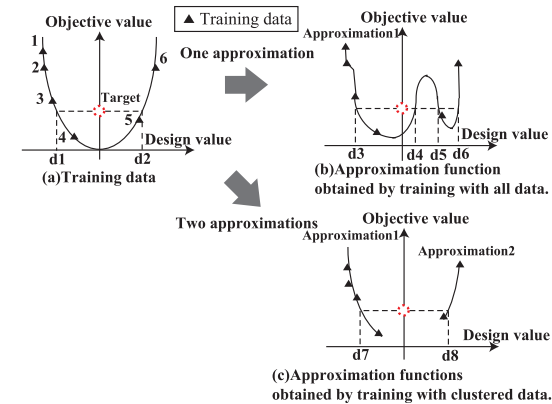 Objective value
▲ Training data
Objective value
One approximation
Approximation1
1
2
3
4
5
6
Target
Design value
d1
d2
(a)Training data
Design value
d3
d4
d5
d6
(b)Approximation function
obtained by training with all data.
Two approximations
Objective value
Approximation1
Approximation2
Design value
d7
d8
(c)Approximation functions
obtained by training with clustered data.